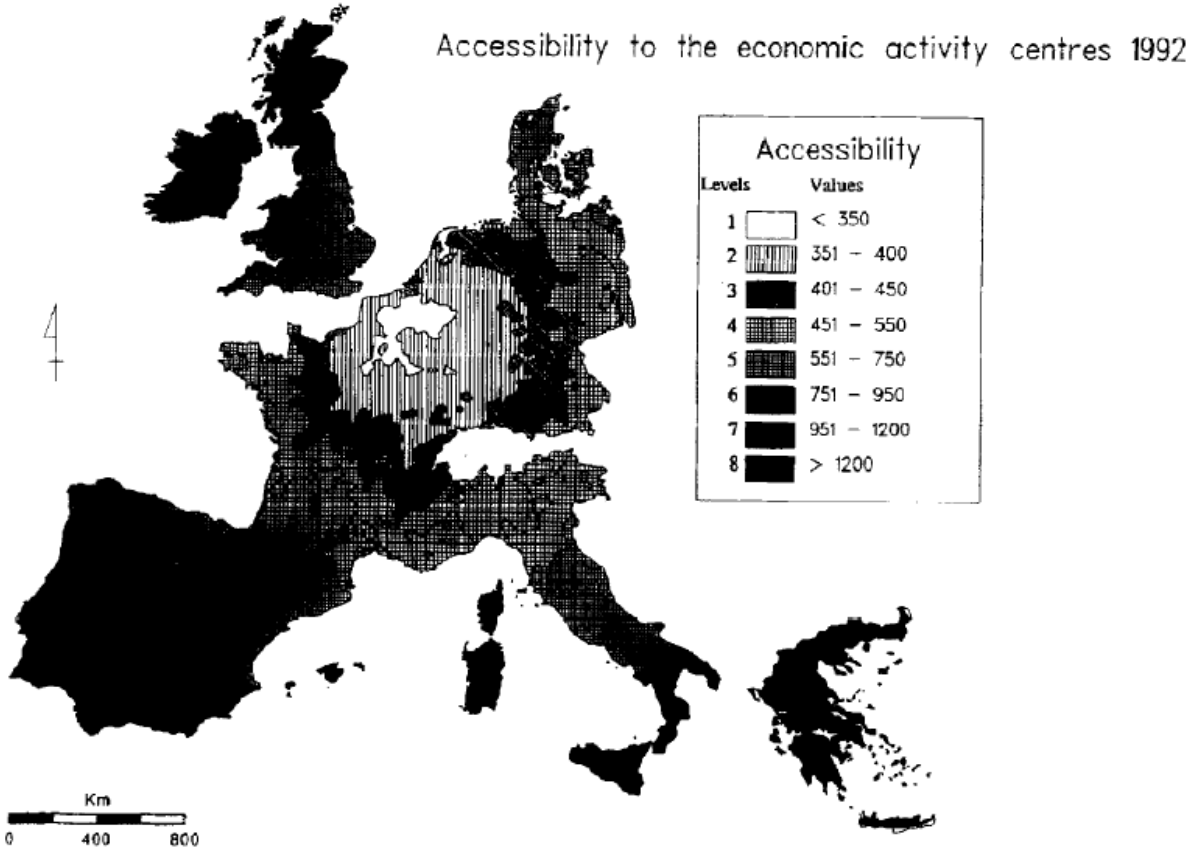 Accessibility to the economic activity centres 1992
Accessibility
Levels Values
1 < 350
2 351 – 400
3 401 – 450
4 451 – 550
5 551 – 750
6 751 – 950
7 951 – 1200
8 > 1200
Km
0 400 800